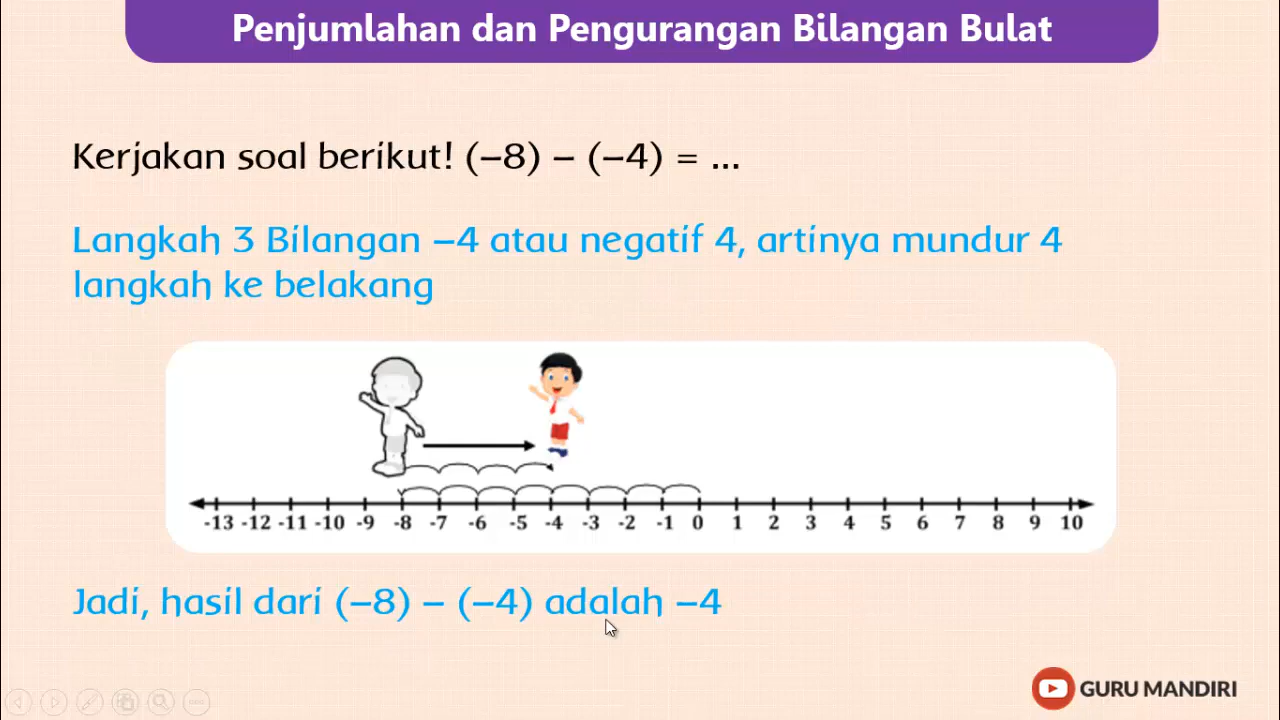 Penjumlahan dan Pengurangan Bilangan Bulat
Kerjakan soal berikut! (–8) – (–4) = ...
Langkah 3 Bilangan –4 atau negatif 4, artinya mundur 4
langkah ke belakang
-13 -12 -11 -10 -9 -8 -7 -6 -5 -4 -3 -2 -1 0 1 2 3 4 5 6 7 8 9 10
Jadi, hasil dari (–8) – (–4) adalah –4
GURU MANDIRI